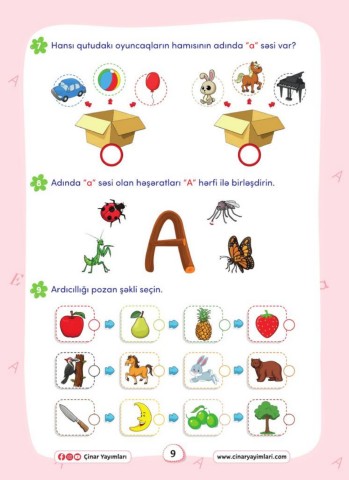 7 Hansı qutudakı oyuncaqların hamısının adında "a" səsi var?
8 Adında "a" səsi olan həşəratları "A" hərfi ilə birləşdirin.
A
9 Ardıcıllığı pozan şəkli seçin.
Çinar Yayımları
9
www.cinaryayimlari.com